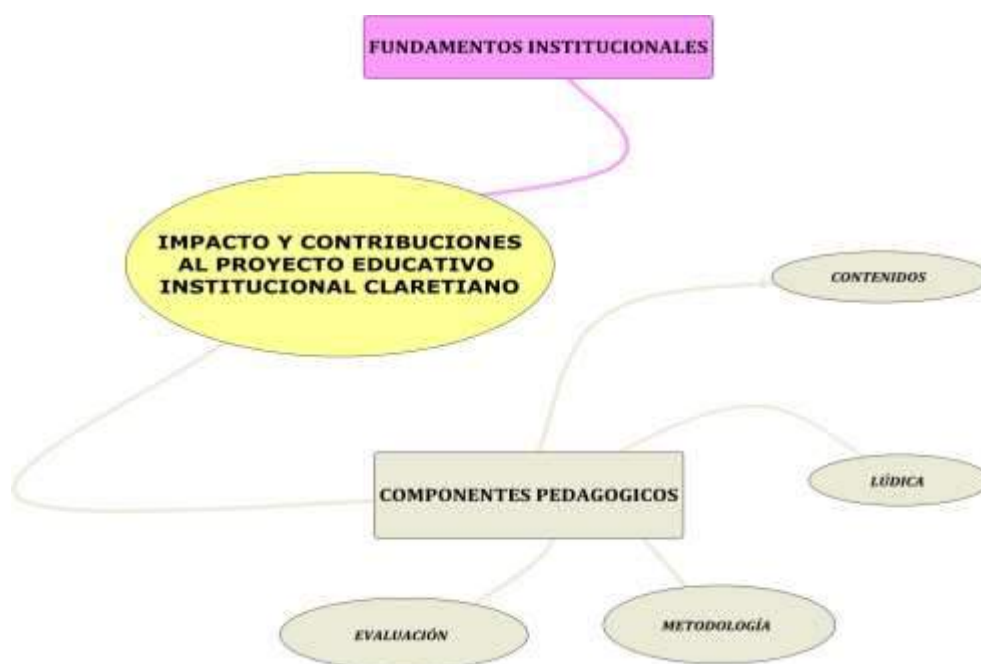 FUNDAMENTOS INSTITUCIONALES
IMPACTO Y CONTRIBUCIONES
AL PROYECTO EDUCATIVO
INSTITUCIONAL CLARETIANO
CONTENIDOS
LÚDICA
COMPONENTES PEDAGOGICOS
METODOLOGÍA
EVALUACIÓN